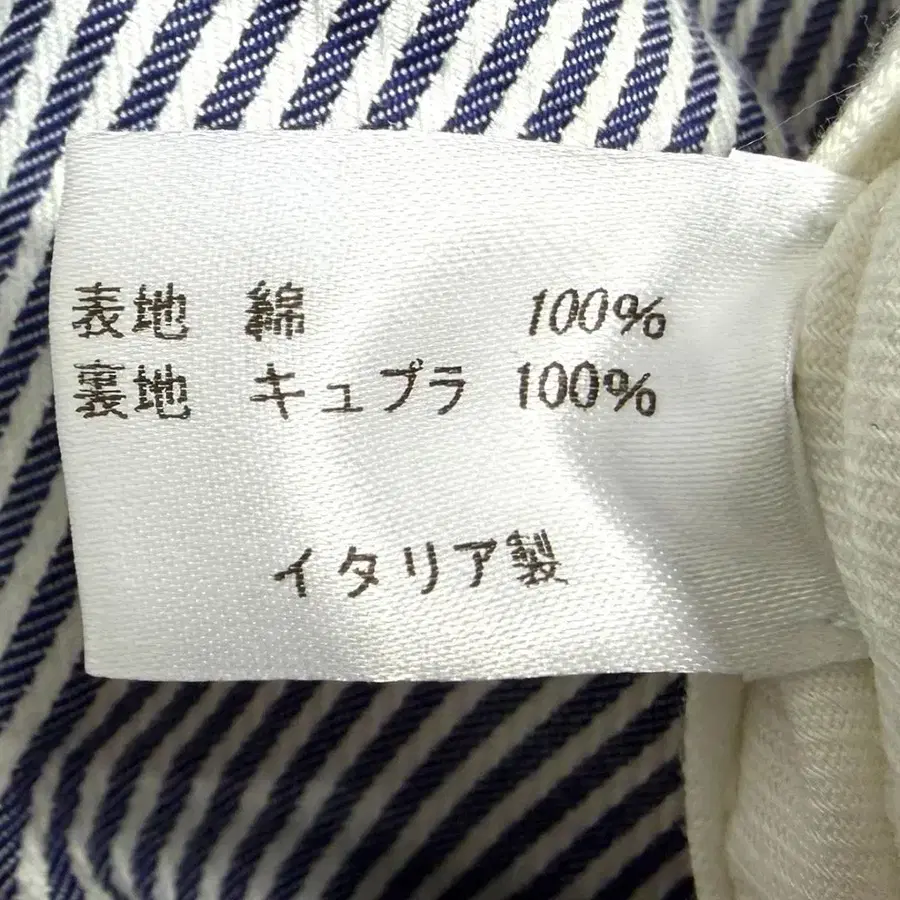 表地 綿 100%
裏地 キュプラ 100%
イタリア製